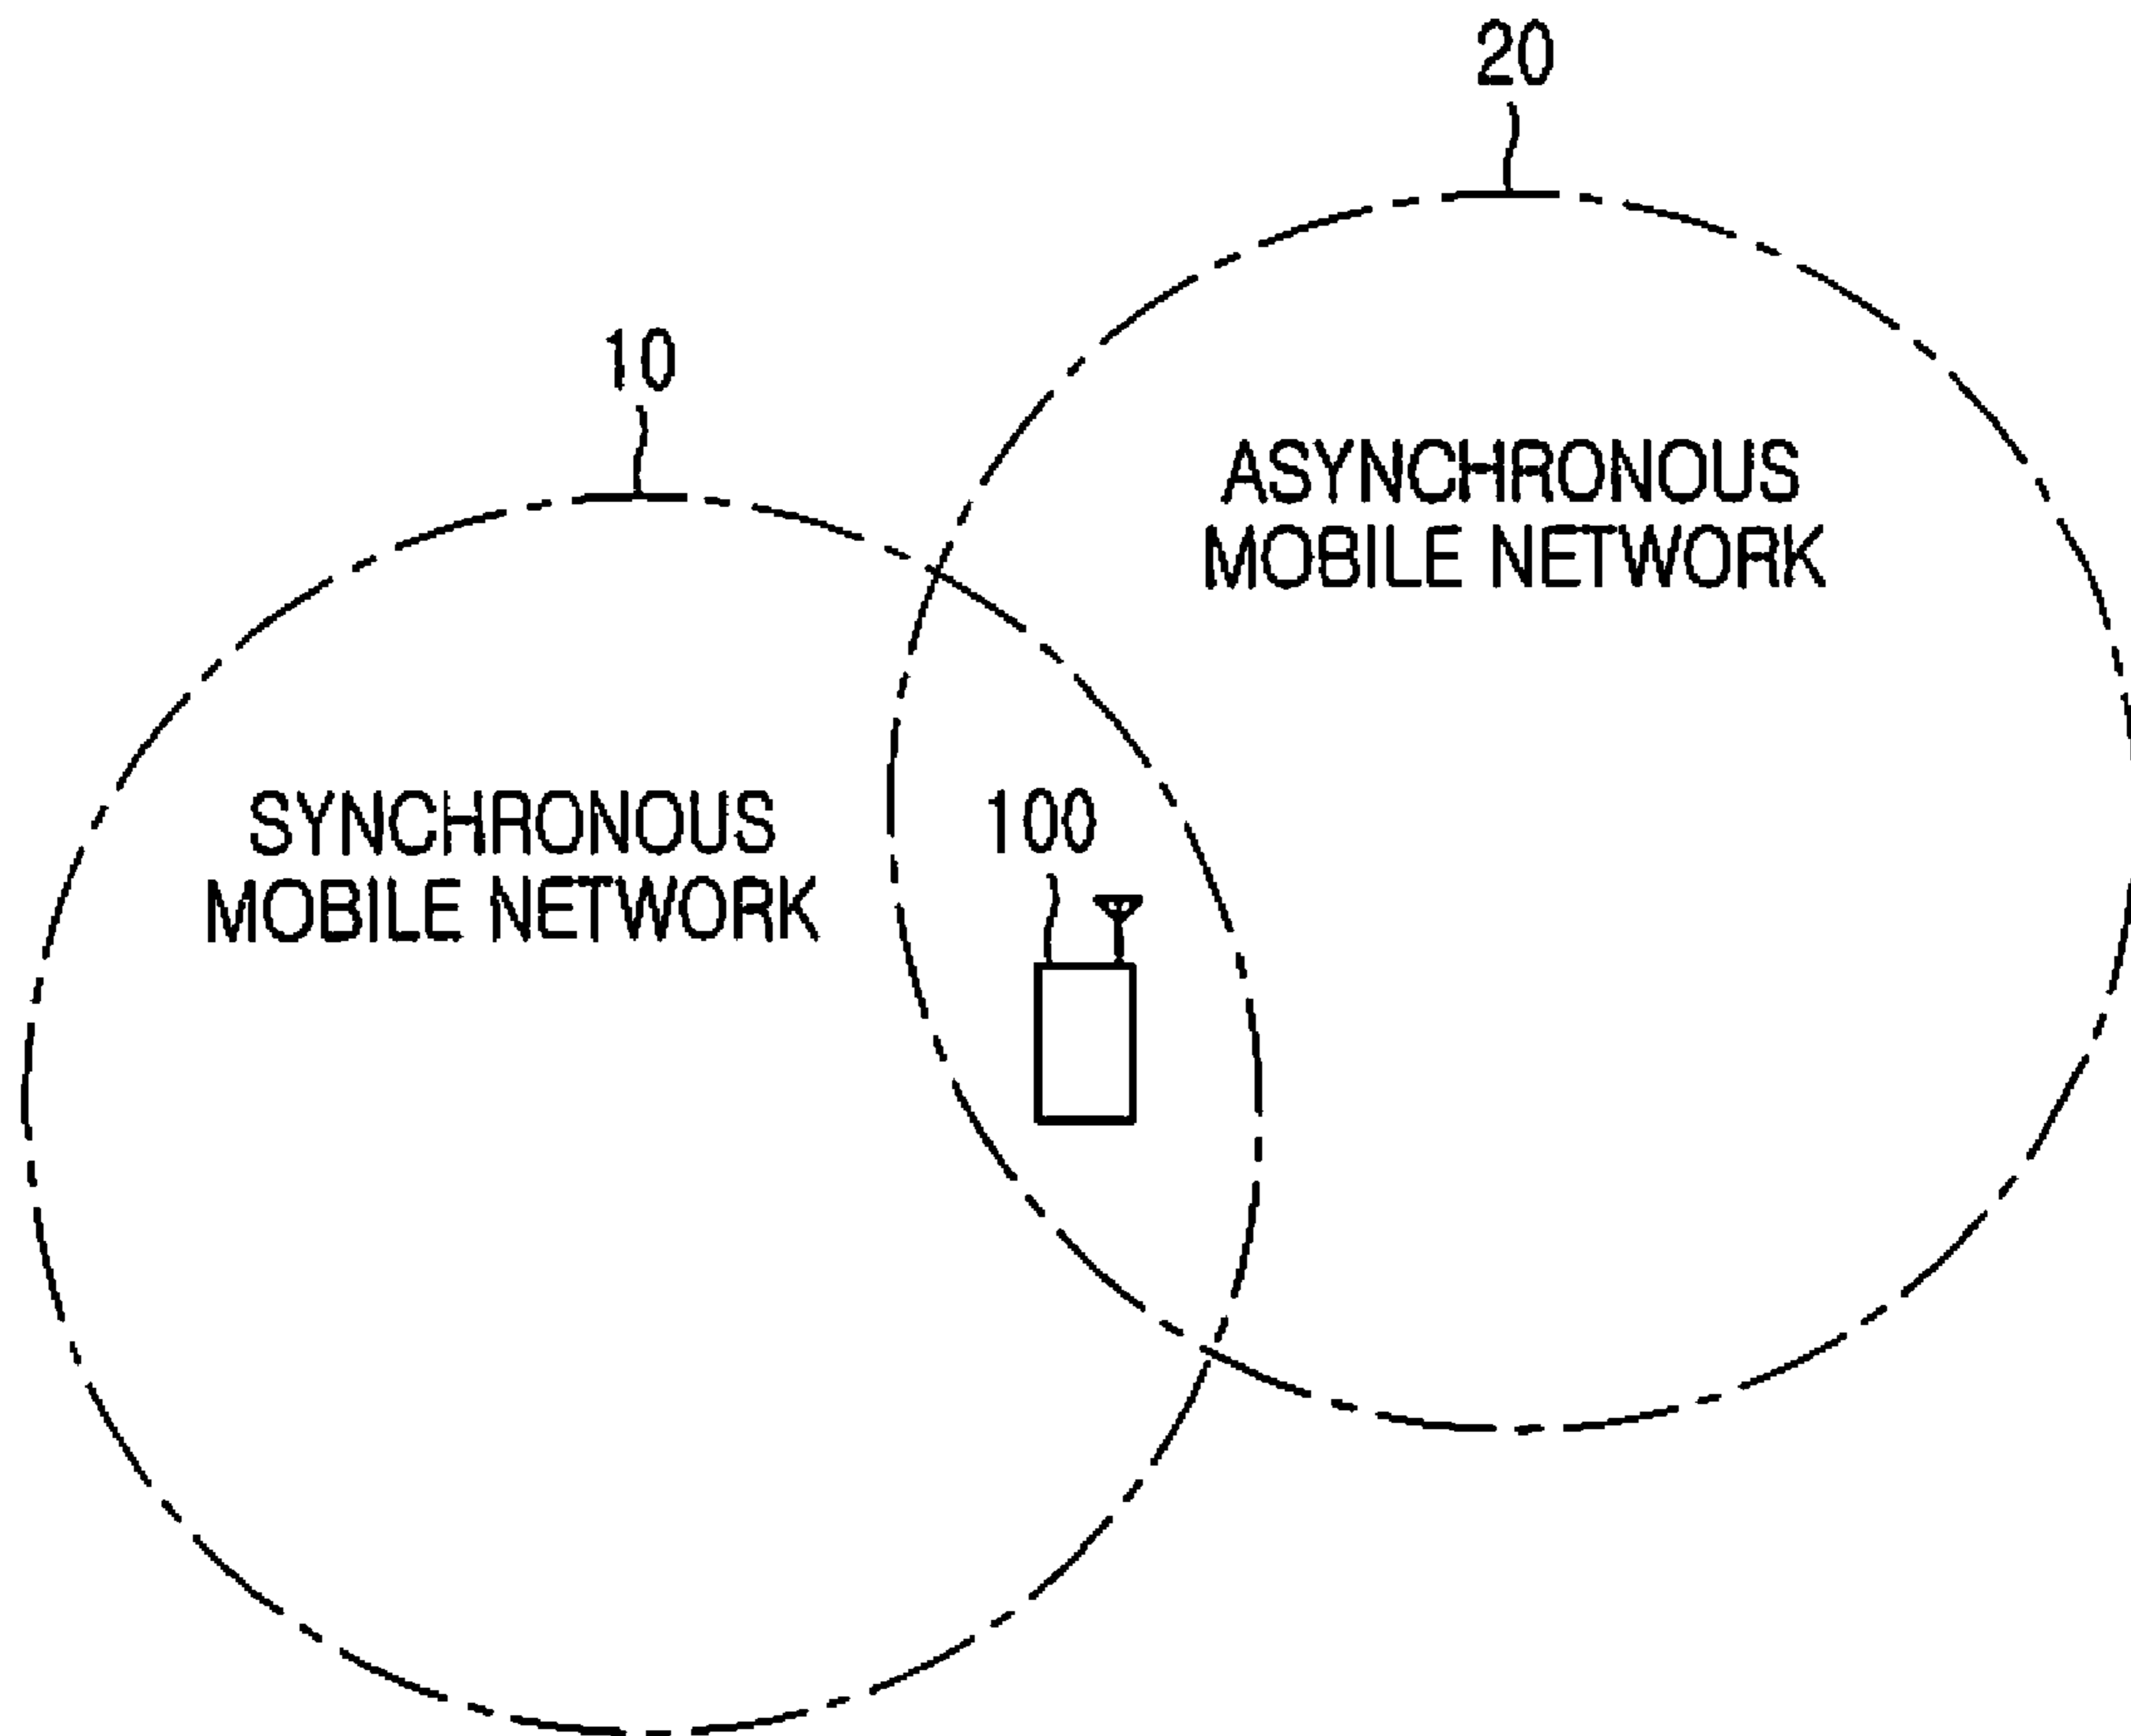 20
10
ASYNCHRONOUS
MOBILE NETWORK
SYNCHRONOUS
MOBILE NETWORK
100